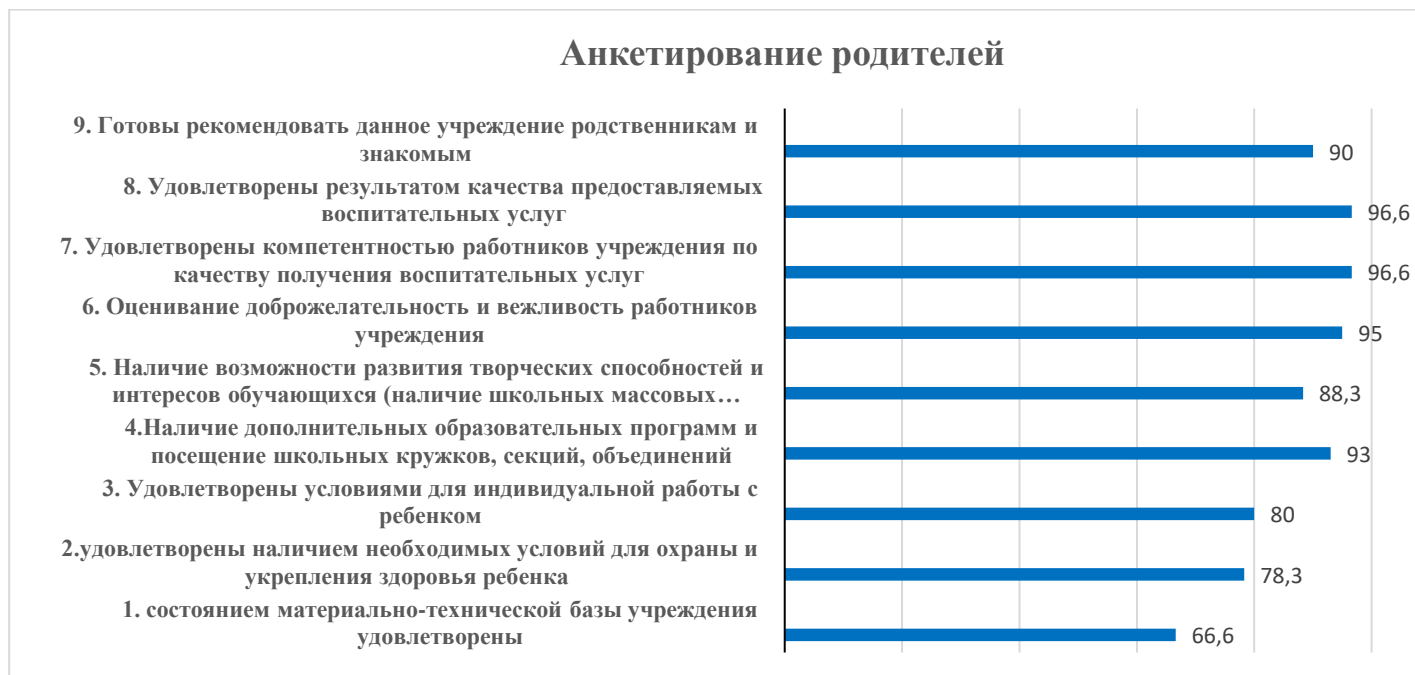 Анкетирование родителей
9. Готовы рекомендовать данное учреждение родственникам и
знакомым
90
8. Удовлетворены результатом качества предоставляемых
воспитательных услуг
96,6
7. Удовлетворены компетентностью работников учреждения по
качеству получения воспитательных услуг
96,6
6. Оценивание доброжелательность и вежливость работников
учреждения
95
5. Наличие возможности развития творческих способностей и
интересов обучающихся (наличие школьных массовых…
88,3
4.Наличие дополнительных образовательных программ и
посещение школьных кружков, секций, объединений
93
3. Удовлетворены условиями для индивидуальной работы с
ребенком
80
2.удовлетворены наличием необходимых условий для охраны и
укрепления здоровья ребенка
78,3
1. состоянием материально-технической базы учреждения
удовлетворены
66,6